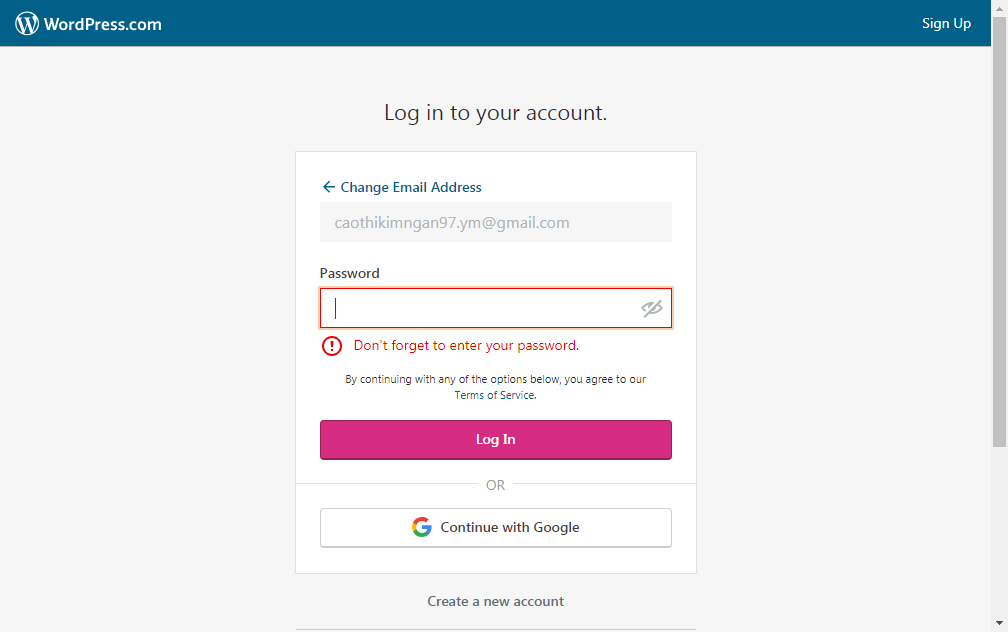 WordPress.com
Sign Up
Log in to your account.
Change Email Address
caothikimngan97.ym@gmail.com
Password
Don't forget to enter your password.
By continuing with any of the options below, you agree to our
Terms of Service.
Log In
OR
Continue with Google
Create a new account